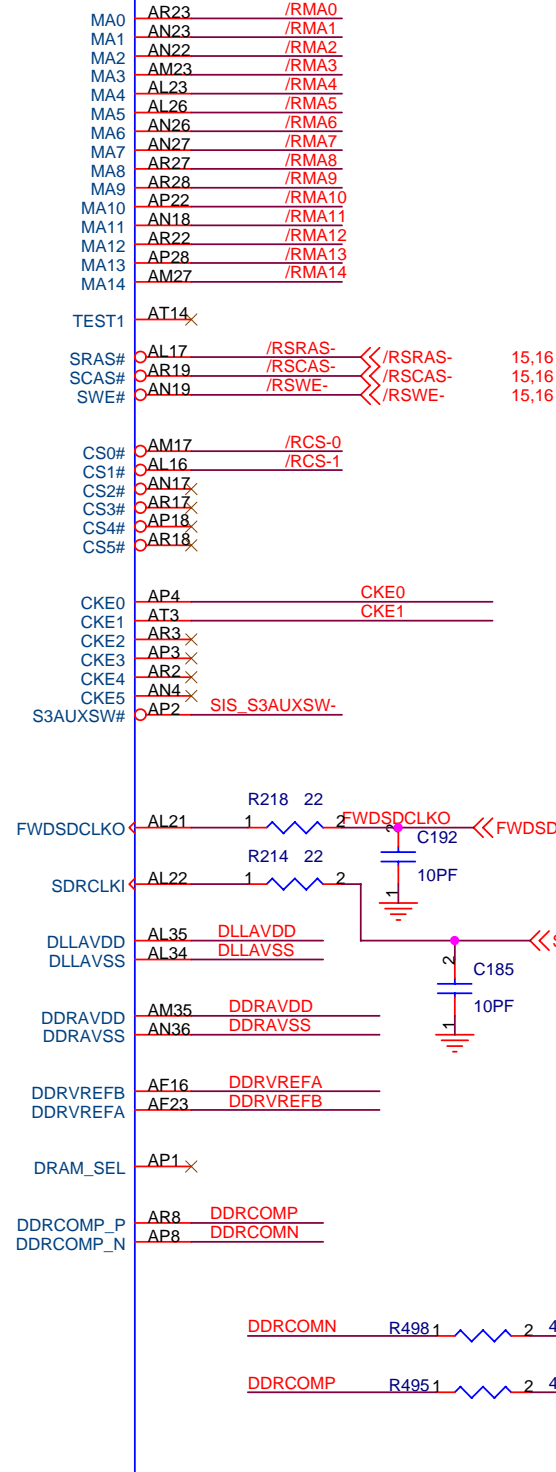 MA0 AR23 /RMA0
MA1 AN23 /RMA1
MA2 AN22 /RMA2
MA3 AM23 /RMA3
MA4 AL23 /RMA4
MA5 AL26 /RMA5
MA6 AN26 /RMA6
MA7 AN27 /RMA7
MA8 AR27 /RMA8
MA9 AR28 /RMA9
MA10 AP22 /RMA10
MA11 AN18 /RMA11
MA12 AR22 /RMA12
MA13 AP28 /RMA13
MA14 AM27 /RMA14
TEST1 AT14
SRAS# AL17 /RSRAS- /RSRAS- 15,16
SCAS# AR19 /RSCAS- /RSCAS- 15,16
SWE# AN19 /RSWE- /RSWE- 15,16
CS0# AM17 /RCS-0
CS1# AL16 /RCS-1
CS2# AN17
CS3# AR17
CS4# AP18
CS5# AR18
CKE0 AP4 CKE0
CKE1 AT3 CKE1
CKE2 AR3
CKE3 AP3
CKE4 AR2
CKE5 AN4
S3AUXSW# AP2 SIS_S3AUXSW-
R218 22
FWDSDCLKO AL21 1 2 FWDSDCLKO FWDSD
2 C192
10PF
1
R214 22
SDRCLKI AL22 1 2
DLLAVDD AL35 DLLAVDD
DLLAVSS AL34 DLLAVSS
2 C185
10PF
1
DDRAVDD AM35 DDRAVDD
DDRAVSS AN36 DDRAVSS
DDRVREFB AF16 DDRVREFA
DDRVREFA AF23 DDRVREFB
DRAM_SEL AP1
DDRCOMP_P AR8 DDRCOMP
DDRCOMP_N AP8 DDRCOMN
DDRCOMN R498 1 2 4
DDRCOMP R495 1 2 4